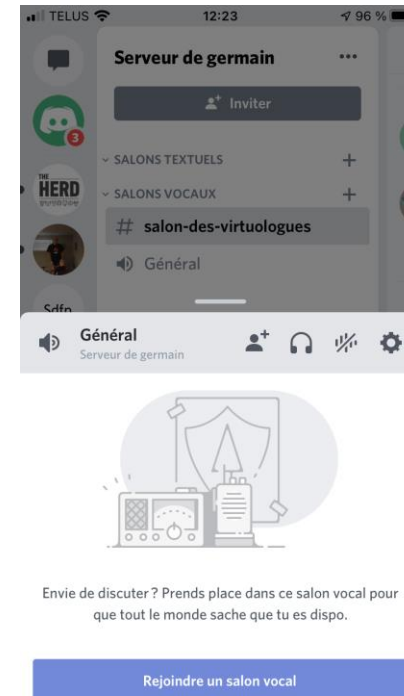 TELUS 12:23 96 %
Serveur de germain
Inviter
3
SALONS TEXTUELS
THE
HERD
SALONS VOCAUX
# salon-des-virtuologues
Général
Sdfn
Général
Serveur de germain
Envie de discuter ? Prends place dans ce salon vocal pour
que tout le monde sache que tu es dispo.
Rejoindre un salon vocal